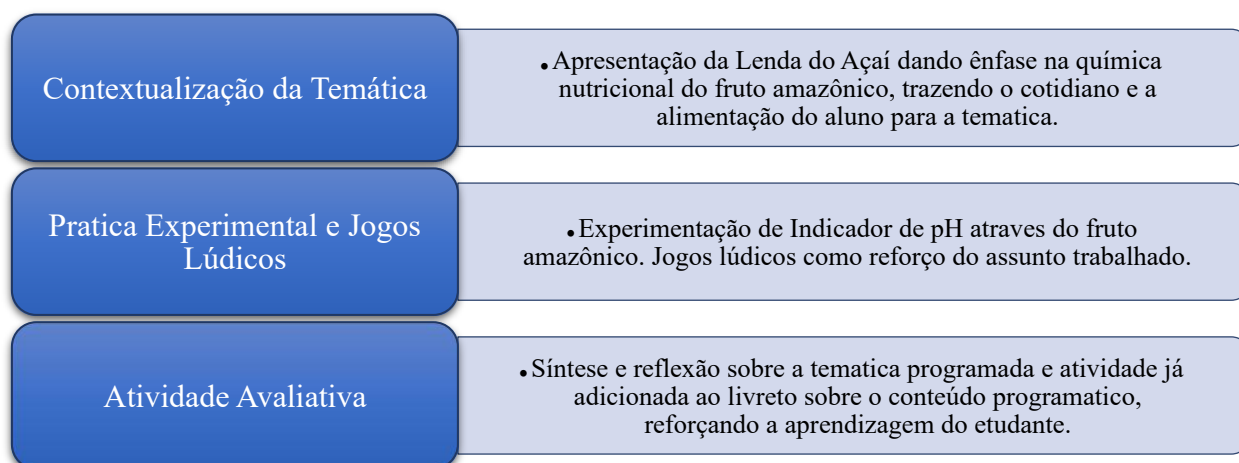 Contextualização da Temática
• Apresentação da Lenda do Açaí dando ênfase na química
nutricional do fruto amazônico, trazendo o cotidiano e a
alimentação do aluno para a tematica.
Pratica Experimental e Jogos
Lúdicos
• Experimentação de Indicador de pH atraves do fruto
amazônico. Jogos lúdicos como reforço do assunto trabalhado.
Atividade Avaliativa
• Síntese e reflexão sobre a tematica programada e atividade já
adicionada ao livreto sobre o conteúdo programatico,
reforçando a aprendizagem do etudante.